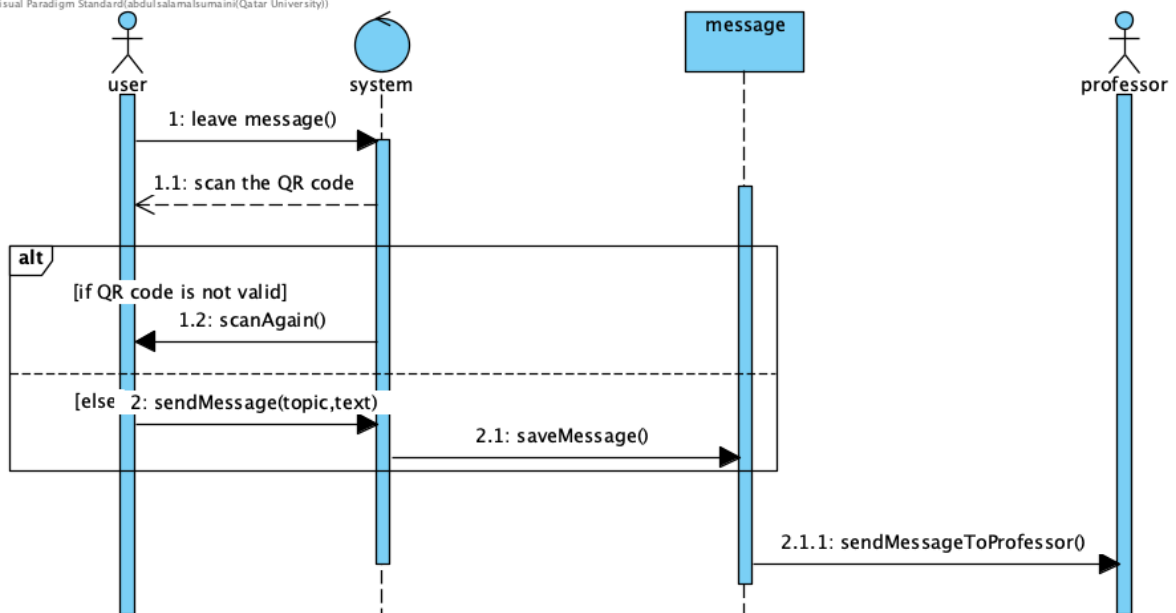 isual Paradigm Standard(abdulsalamalsumaini(Qatar University))
message
user
system
professor
1: leave message()
1.1: scan the QR code
alt
[if QR code is not valid]
1.2: scanAgain()
[else
2: sendMessage(topic,text)
2.1: saveMessage()
2.1.1: sendMessageToProfessor()